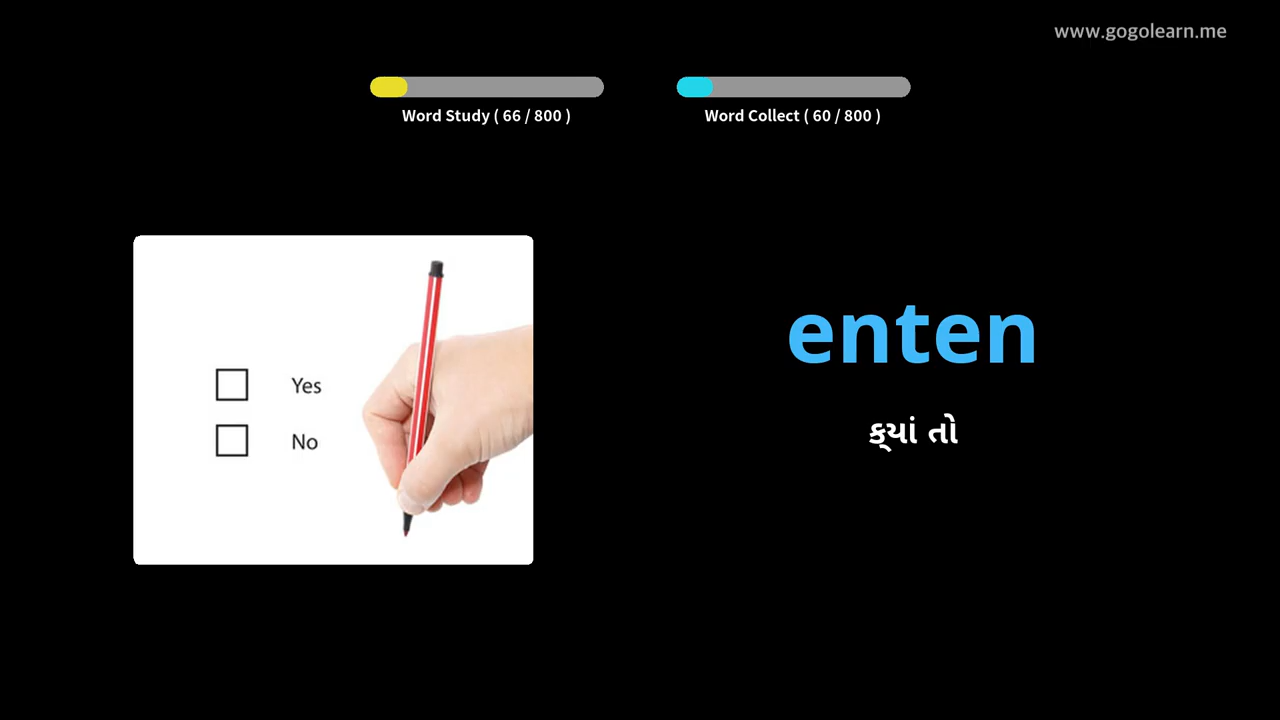 www.gogolearn.me
Word Study ( 66 / 800 )
Word Collect ( 60 / 800 )
Yes
No
enten
ક્યાં તો